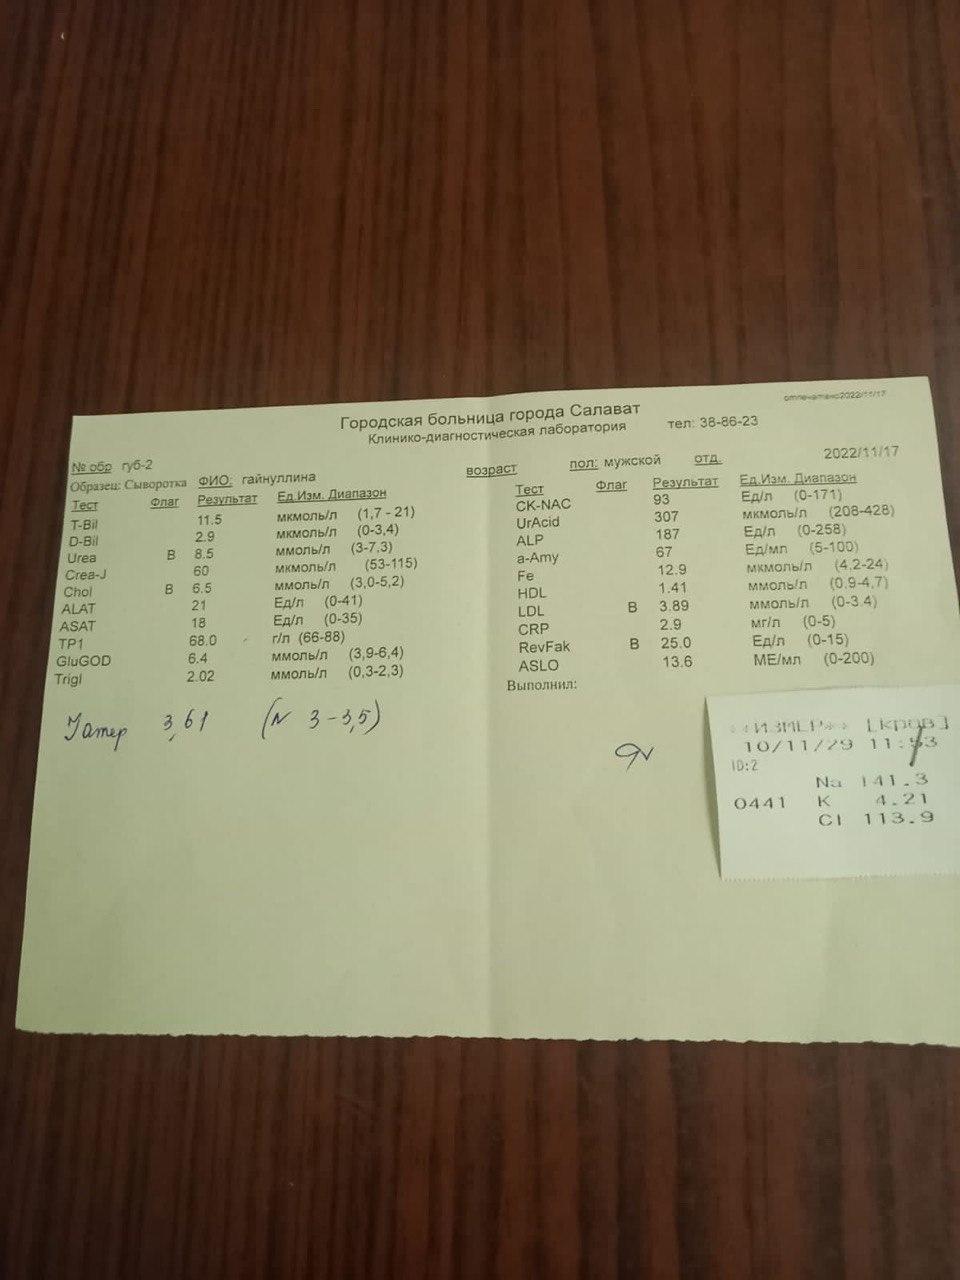 отпечатано2022/11/17
Городская больница города Салават
Клинико-диагностическая лаборатория тел: 38-86-23
2022/11/17
№ обр губ-2
Образец: Сыворотка ФИО: гайнуллина
возраст пол: мужской отд.
Тест Флаг Результат Ед.Изм. Диапазон
T-Bil 11.5 мкмоль/л (1,7 - 21)
D-Bil 2.9 мкмоль/л (0-3,4)
Urea В 8.5 ммоль/л (3-7,3)
Crea-J 60 мкмоль/л (53-115)
Chol В 6.5 ммоль/л (3,0-5,2)
ALAT 21 Ед/л (0-41)
ASAT 18 Ед/л (0-35)
TP1 68.0 г/л (66-88)
GluGOD 6.4 ммоль/л (3,9-6,4)
Trigl 2.02 ммоль/л (0,3-2,3)
Тест Флаг Результат Ед.Изм. Диапазон
CK-NAC 93 Ед/л (0-171)
UrAcid 307 мкмоль/л (208-428)
ALP 187 Ед/л (0-258)
a-Amy 67 Ед/мл (5-100)
Fe 12.9 мкмоль/л (4.2-24)
HDL 1.41 ммоль/л (0,9-4,7)
LDL В 3.89 ммоль/л (0-3.4)
CRP 2.9 мг/л (0-5)
RevFak В 25.0 Ед/л (0-15)
ASLO 13.6 МЕ/мл (0-200)
Выполнил:
3,61 (N 3-3,5)
«ИЗМЕР» [кровь]
10/11/29 11:53
ID:2
Na 141.3
0441 K 4.21
Cl 113.9